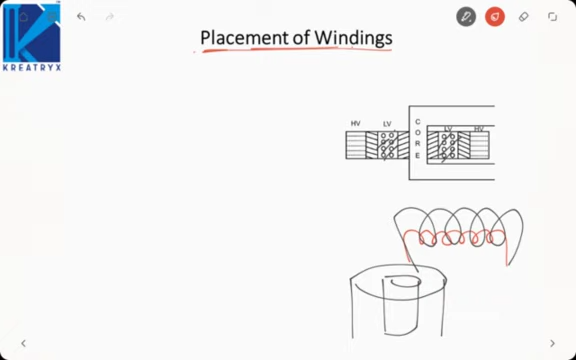 Placement of Windings
KREATRYX
HV
LV
C
O
R
E
LV
HV